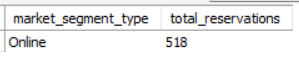 market_segment_type total_reservations
Online 518